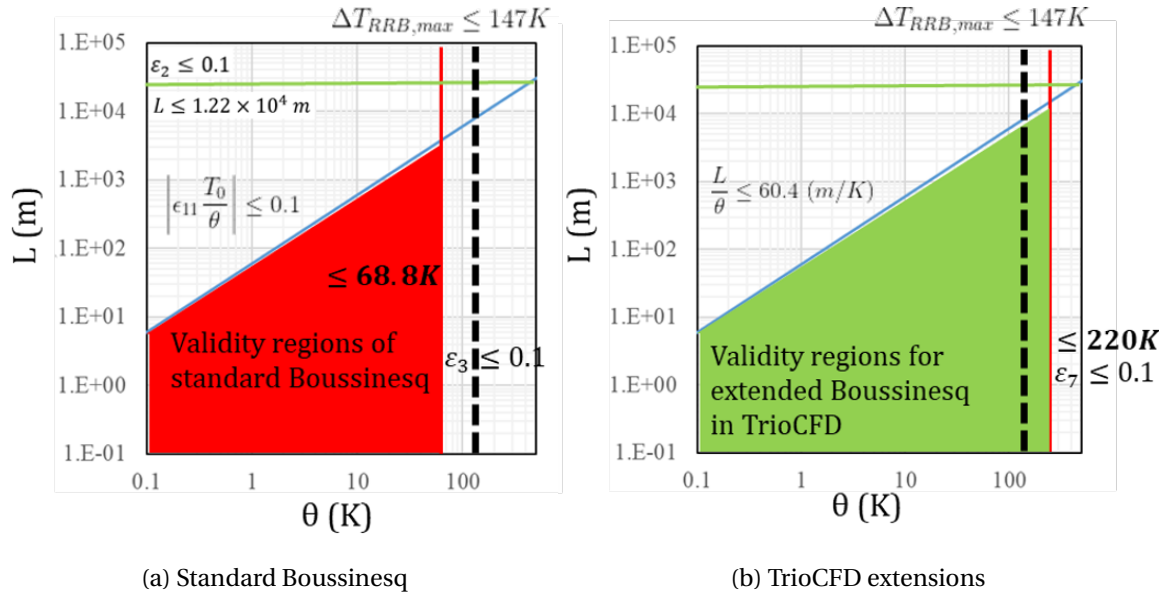 ΔT_{RRB,max} ≤ 147K
1.E+05
1.E+04
1.E+03
1.E+02
1.E+01
1.E+00
1.E-01
L (m)
ε₂ ≤ 0.1
L ≤ 1.22 × 10⁴ m
|ϵ₁₁ T₀/θ| ≤ 0.1
≤ 68.8K
Validity regions of
standard Boussinesq
ε₃ ≤ 0.1
0.1 1 10 100
θ (K)
(a) Standard Boussinesq
ΔT_{RRB,max} ≤ 147K
1.E+05
1.E+04
1.E+03
1.E+02
1.E+01
1.E+00
1.E-01
L (m)
L/θ ≤ 60.4 (m/K)
≤ 220K
ε₇ ≤ 0.1
Validity regions for
extended Boussinesq
in TrioCFD
0.1 1 10 100
θ (K)
(b) TrioCFD extensions